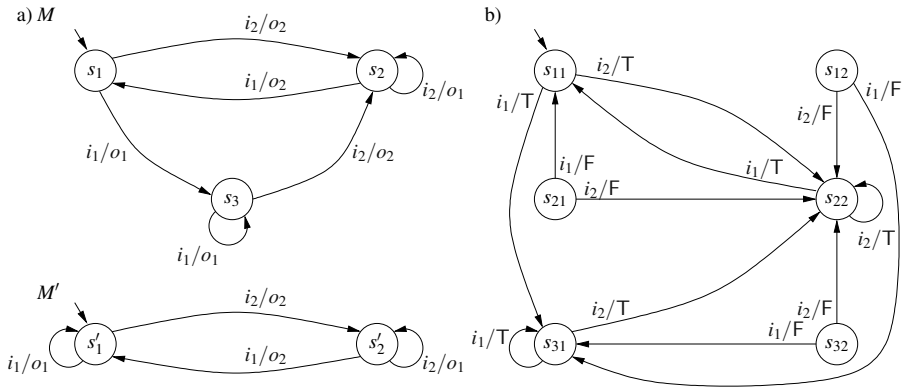 a) M
i₂/o₂
s₁
s₂
i₁/o₂
i₂/o₁
i₁/o₁
i₂/o₂
s₃
i₁/o₁
M′
i₂/o₂
s′₁
s′₂
i₁/o₁
i₁/o₂
i₂/o₁
b)
s₁₁
s₁₂
i₂/T
i₁/T
i₁/F
i₂/F
i₁/F
i₁/T
s₂₁
i₂/F
s₂₂
i₂/T
i₂/T
i₂/F
i₁/T
i₁/F
s₃₁
s₃₂